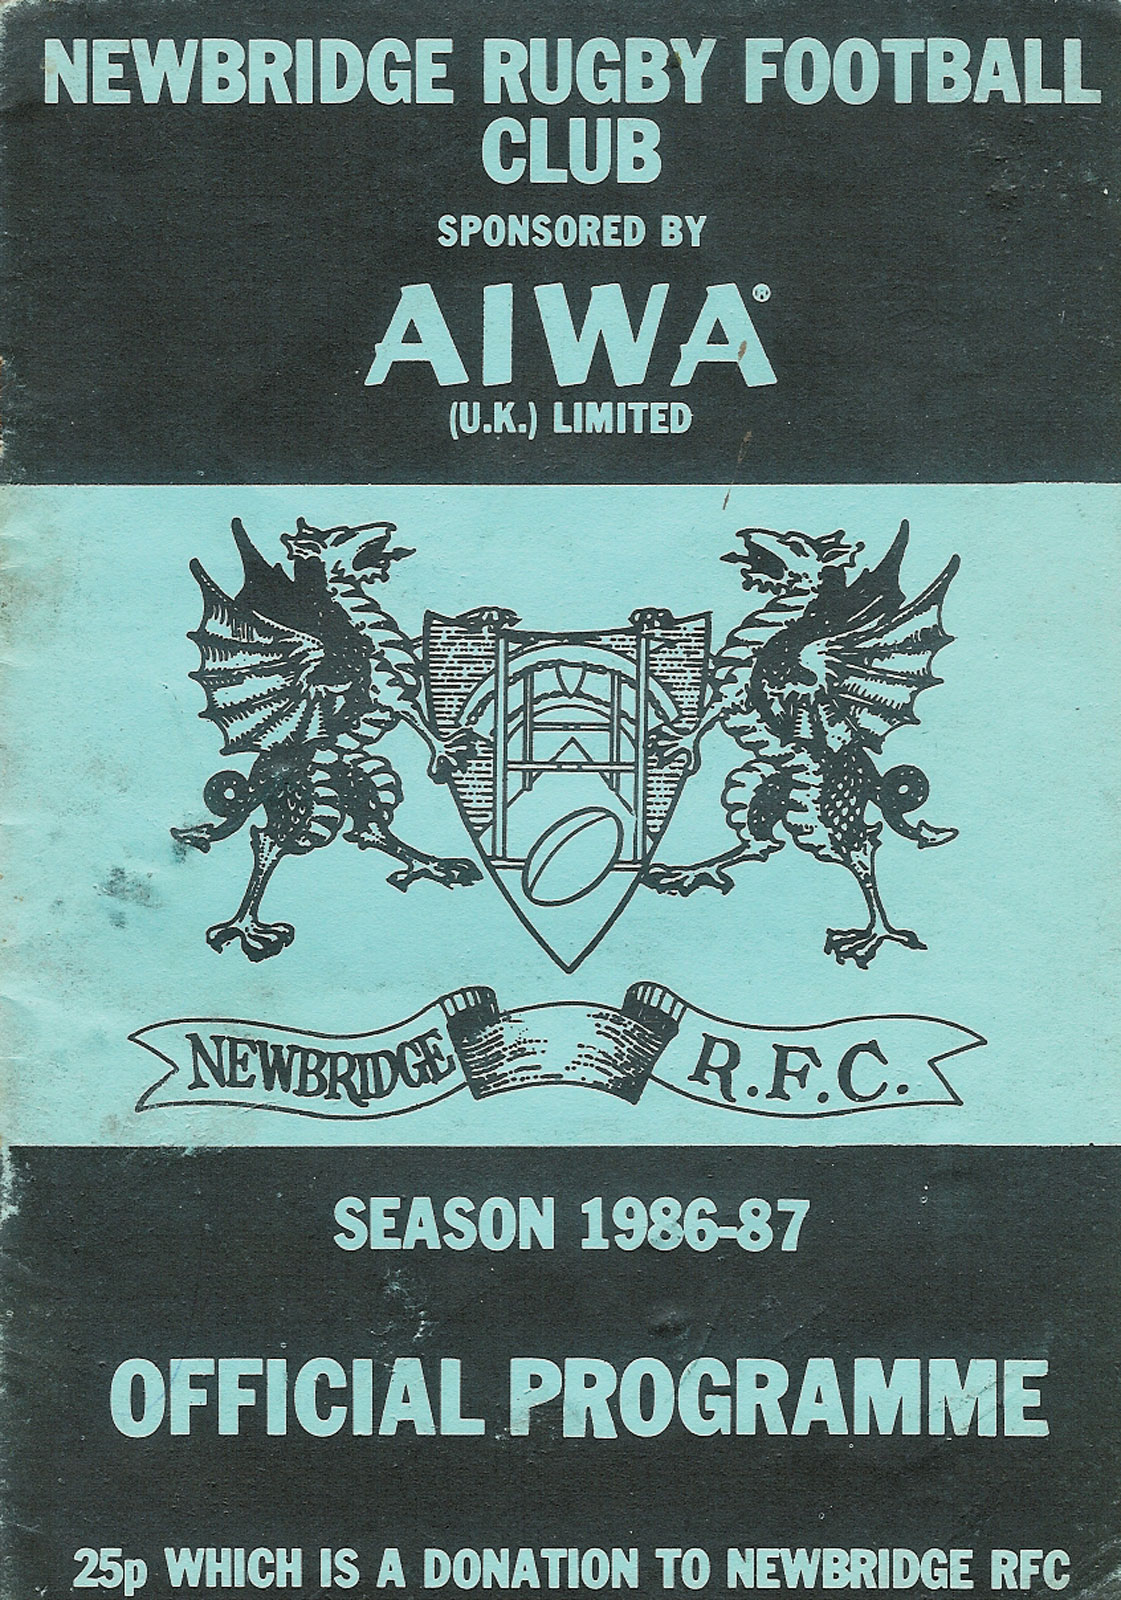 NEWBRIDGE RUGBY FOOTBALL
CLUB
SPONSORED BY
AIWA®
(U.K.) LIMITED
NEWBRIDGE R.F.C.
SEASON 1986-87
OFFICIAL PROGRAMME
25p WHICH IS A DONATION TO NEWBRIDGE RFC